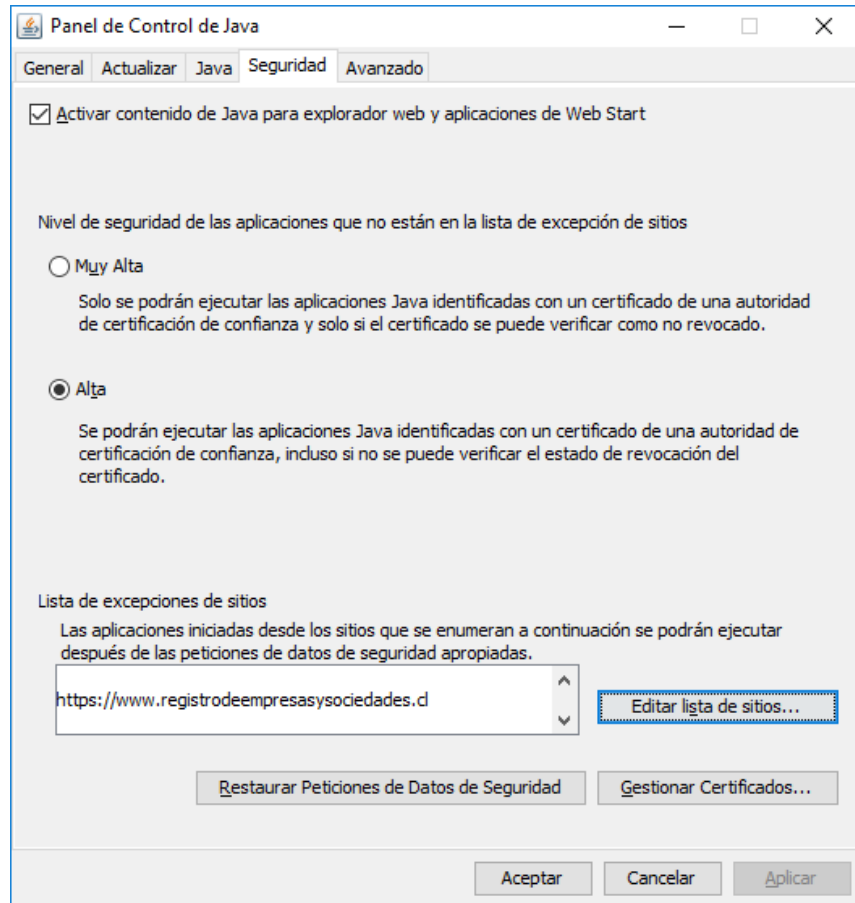 Panel de Control de Java
General Actualizar Java Seguridad Avanzado
Activar contenido de Java para explorador web y aplicaciones de Web Start
Nivel de seguridad de las aplicaciones que no están en la lista de excepción de sitios
Muy Alta
Solo se podrán ejecutar las aplicaciones Java identificadas con un certificado de una autoridad
de certificación de confianza y solo si el certificado se puede verificar como no revocado.
Alta
Se podrán ejecutar las aplicaciones Java identificadas con un certificado de una autoridad de
certificación de confianza, incluso si no se puede verificar el estado de revocación del
certificado.
Lista de excepciones de sitios
Las aplicaciones iniciadas desde los sitios que se enumeran a continuación se podrán ejecutar
después de las peticiones de datos de seguridad apropiadas.
https://www.registrodeempresasysociedades.cl
Editar lista de sitios...
Restaurar Peticiones de Datos de Seguridad Gestionar Certificados...
Aceptar Cancelar Aplicar